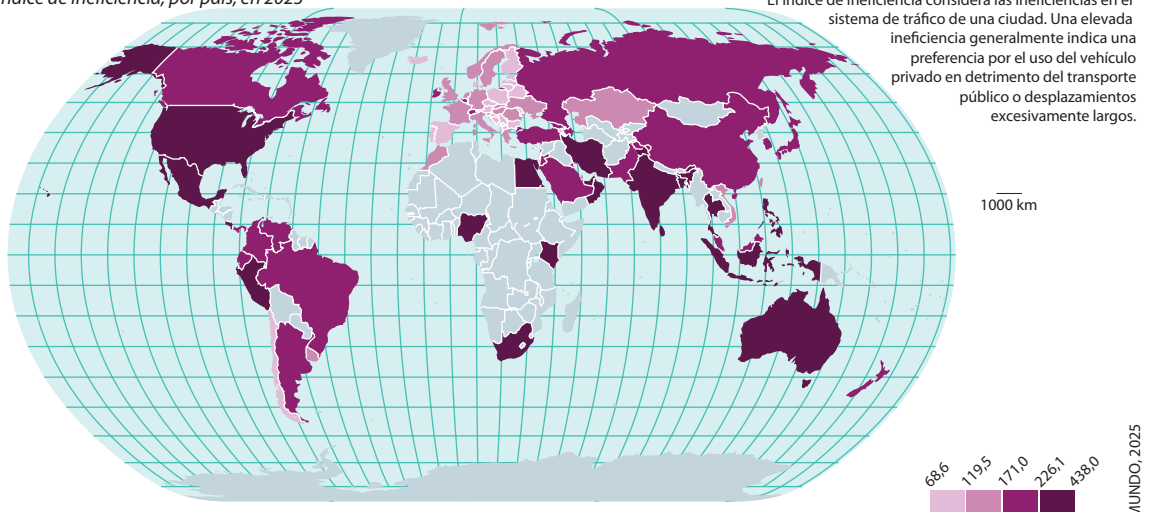 Índice de ineficiencia, por país, en 2025
El índice de ineficiencia considera las ineficiencias en el
sistema de tráfico de una ciudad. Una elevada
ineficiencia generalmente indica una
preferencia por el uso del vehículo
privado en detrimento del transporte
público o desplazamientos
excesivamente largos.
1000 km
68,6
119,5
171,0
226,1
438,0
MUNDO, 2025